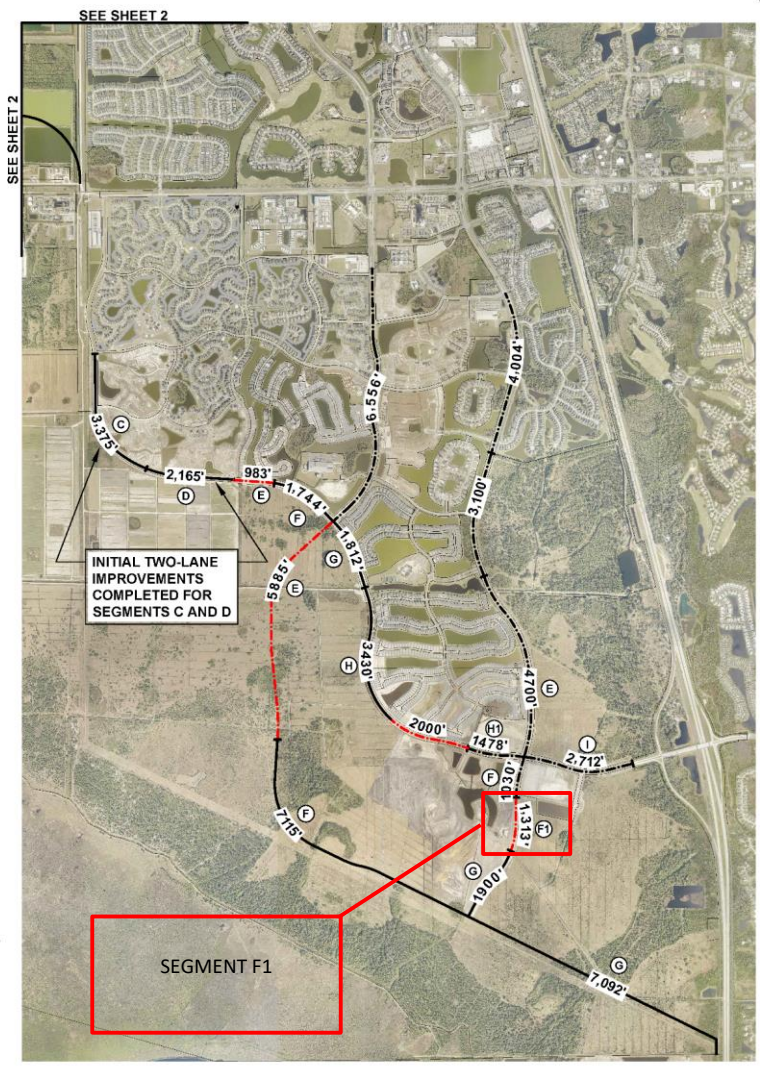 SEE SHEET 2
SEE SHEET 2
6,556'
4,004'
C
3,375'
2,165'
D
983'
E
1,744'
F
3,100'
1,812'
G
INITIAL TWO-LANE
IMPROVEMENTS
COMPLETED FOR
SEGMENTS C AND D
5885'
E
3430'
H
4700'
E
2000'
H1
1478'
I
2,712'
F
1030'
1,313'
F1
F
7115'
G
1900'
SEGMENT F1
G
7,092'